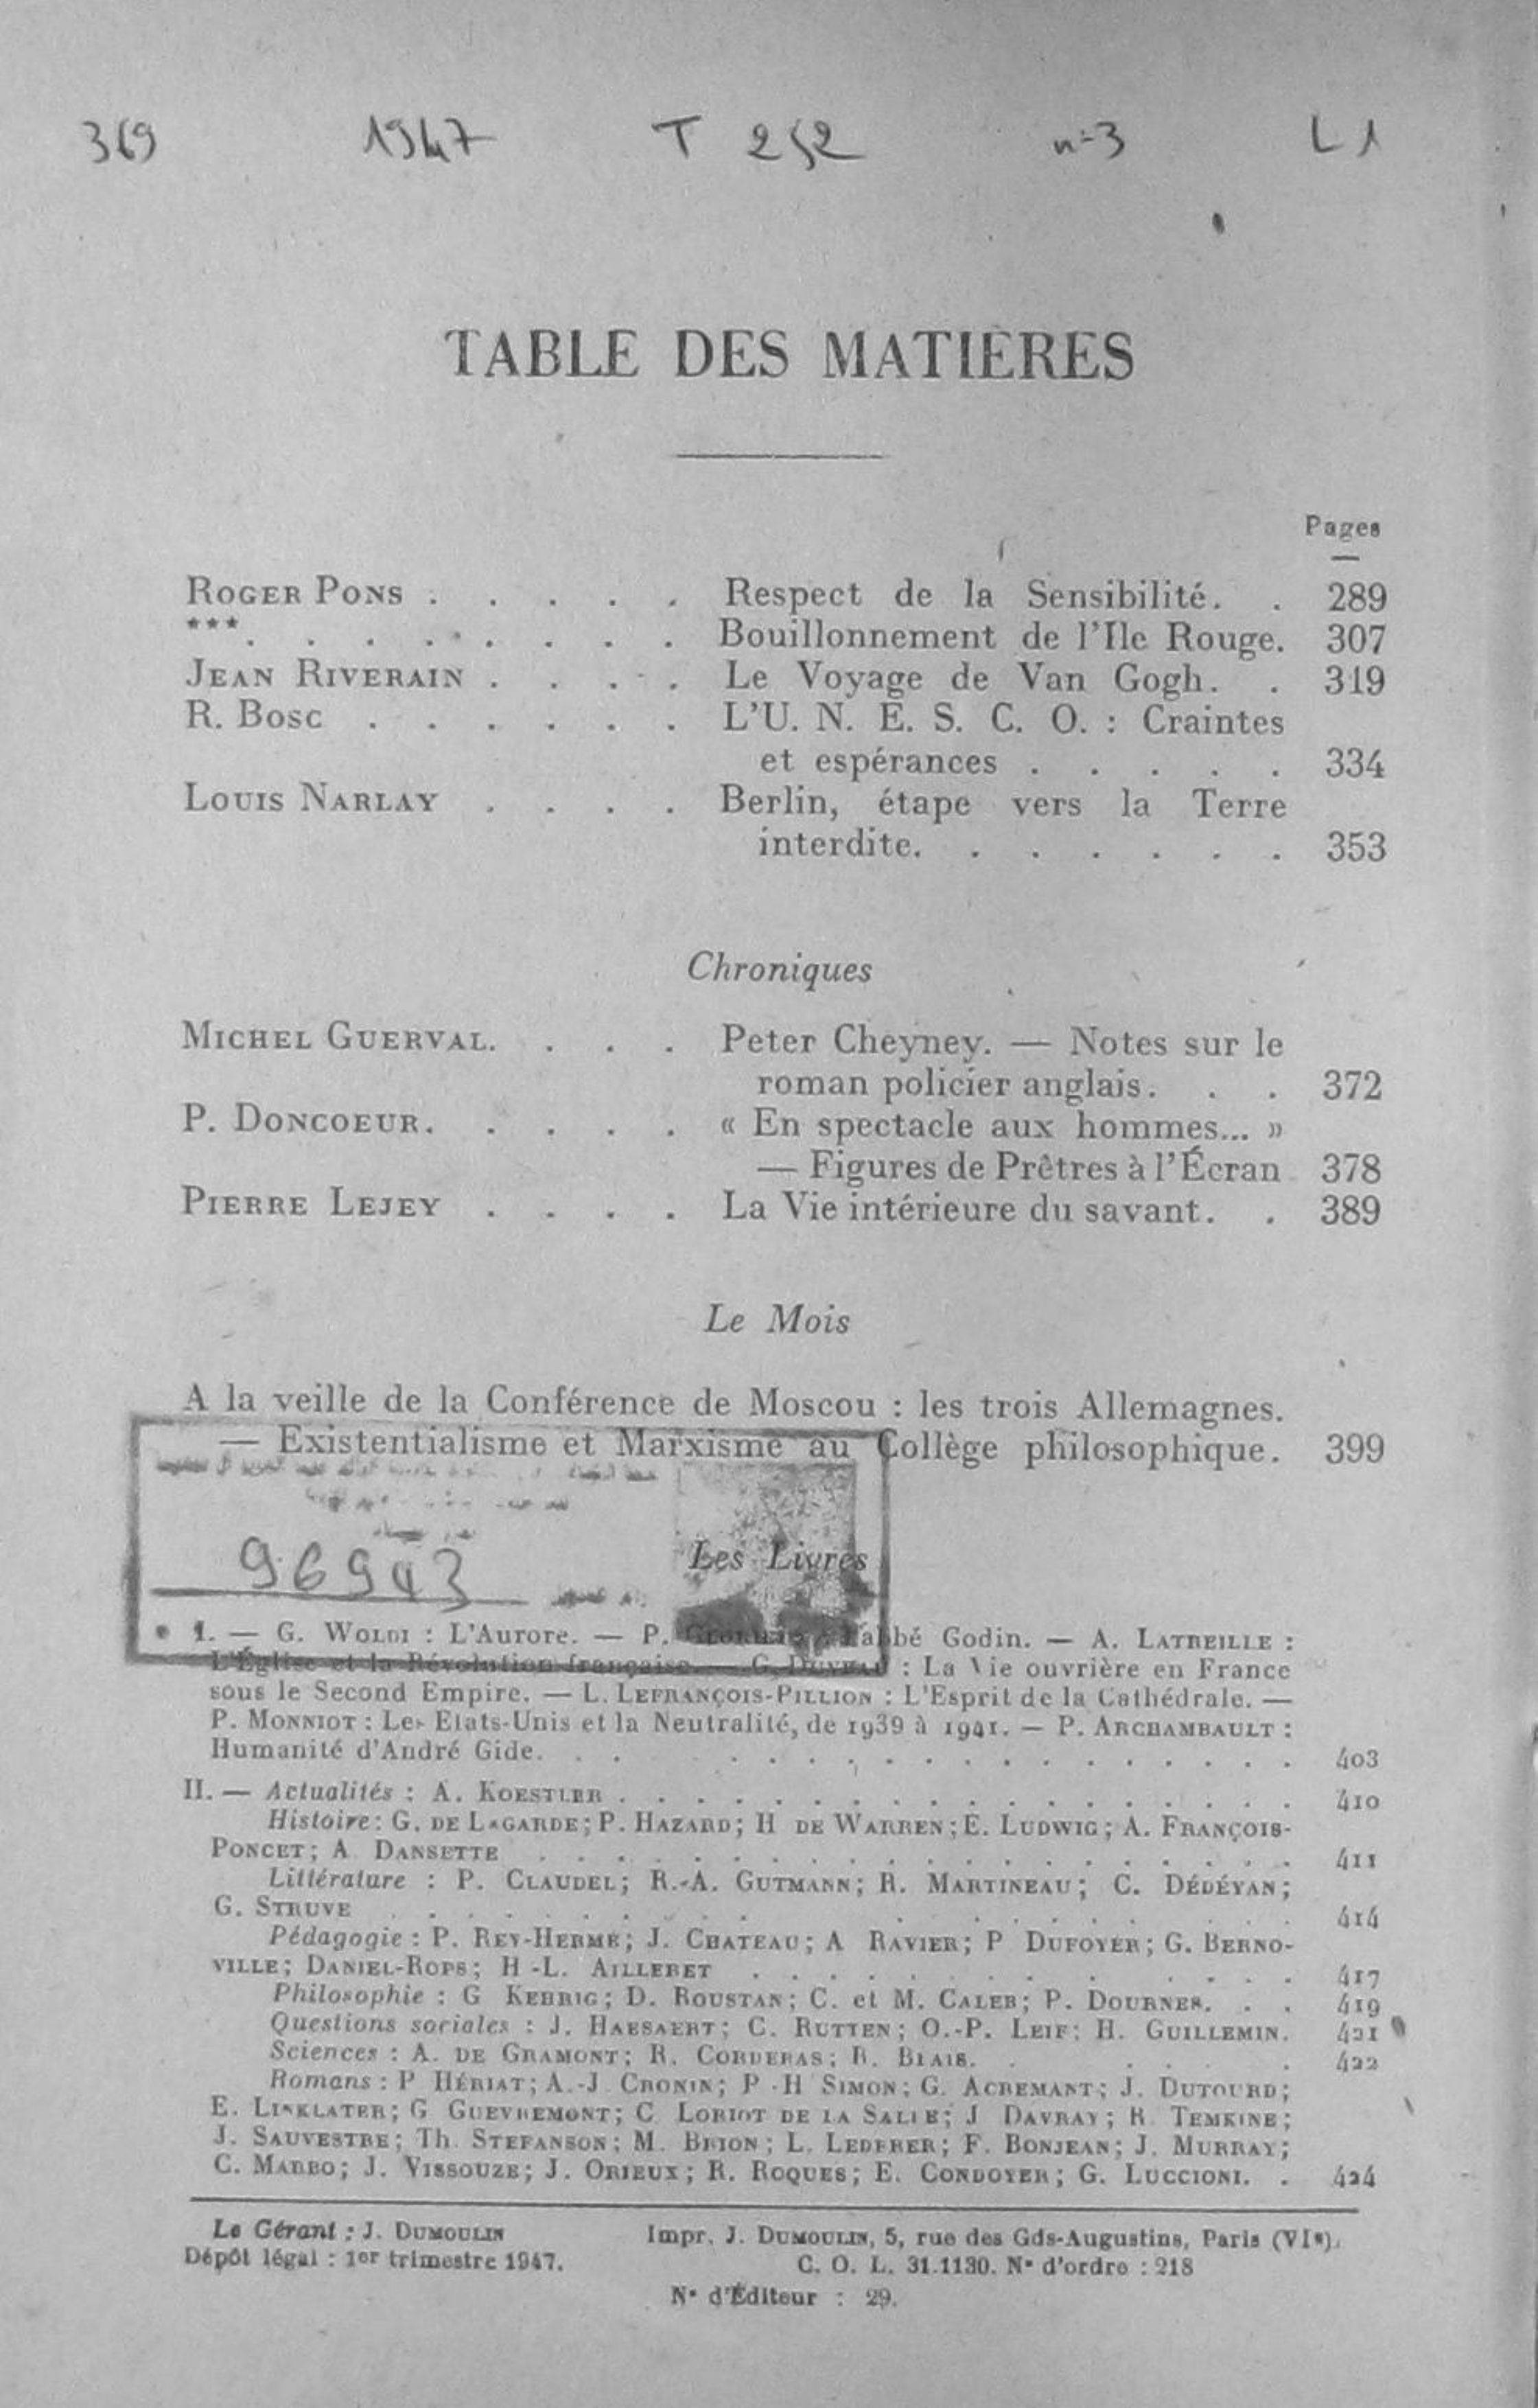 369 1947 T 252 n°3 L1
TABLE DES MATIÈRES
Pages
ROGER PONS . . . . . Respect de la Sensibilité. . 289
***. . . . . . . . Bouillonnement de l'Ile Rouge. 307
JEAN RIVERAIN . . . . Le Voyage de Van Gogh. . 319
R. BOSC . . . . . . L'U. N. E. S. C. O. : Craintes
et espérances . . . . . 334
LOUIS NARLAY . . . . Berlin, étape vers la Terre
interdite. . . . . . . 353
Chroniques
MICHEL GUERVAL. . . . Peter Cheyney. — Notes sur le
roman policier anglais. . . 372
P. DONCOEUR. . . . . « En spectacle aux hommes... »
— Figures de Prêtres à l'Écran 378
PIERRE LEJEY . . . . La Vie intérieure du savant. . 389
Le Mois
A la veille de la Conférence de Moscou : les trois Allemagnes.
— Existentialisme et Marxisme au Collège philosophique. 399
96943
Les Livres
I. — G. WOLDI : L'Aurore. — P. : l'abbé Godin. — A. LATREILLE :
L'Église et la Révolution française. — G. DUVEAU : La Vie ouvrière en France
sous le Second Empire. — L. LEFRANÇOIS-PILLION : L'Esprit de la Cathédrale. —
P. MONNIOT : Les Etats-Unis et la Neutralité, de 1939 à 1941. — P. ARCHAMBAULT :
Humanité d'André Gide. . . . . . . . . . . . . 403
II. — Actualités : A. KOESTLER . . . . . . . . . . . . 410
Histoire : G. DE LAGARDE ; P. HAZARD ; H DE WARREN ; E. LUDWIG ; A. FRANÇOIS-
PONCET ; A DANSETTE . . . . . . . . . . . . . 411
Littérature : P. CLAUDEL ; R.-A. GUTMANN ; R. MARTINEAU ; C. DÉDÉYAN ;
G. STRUVE . . . . . . . . . . . . . . 414
Pédagogie : P. REY-HERME ; J. CHATEAU ; A RAVIER ; P DUFOYER ; G. BERNO-
VILLE ; DANIEL-ROPS ; H -L. AILLERET . . . . . . . . . . 417
Philosophie : G KEHRIG ; D. ROUSTAN ; C. et M. CALEB ; P. DOURNES. . . 419
Questions sociales : J. HAESAERT ; C. RUTTEN ; O.-P. LEIF ; H. GUILLEMIN. 421
Sciences : A. DE GRAMONT ; R. CORDEBAS ; R. BLAIS. . . . . . 422
Romans : P HÉRIAT ; A.-J CRONIN ; P -H SIMON ; G. ACREMANT ; J. DUTOURD ;
E. LINKLATER ; G GUEVREMONT ; C LORIOT DE LA SALLE ; J DAVRAY ; R. TEMKINE ;
J. SAUVESTRE ; Th. STEFANSON ; M. BRION ; L. LEDERER ; F. BONJEAN ; J. MURRAY ;
C. MARBO ; J. VISSOUZE ; J. ORIEUX ; R. ROQUES ; E. CONDOYER ; G. LUCCIONI. . 424
Le Gérant : J. DUMOULIN Impr. J. DUMOULIN, 5, rue des Gds-Augustins, Paris (VIe).
Dépôt légal : 1er trimestre 1947. C. O. L. 31.1130. N° d'ordre : 218
N° d'Éditeur : 29.